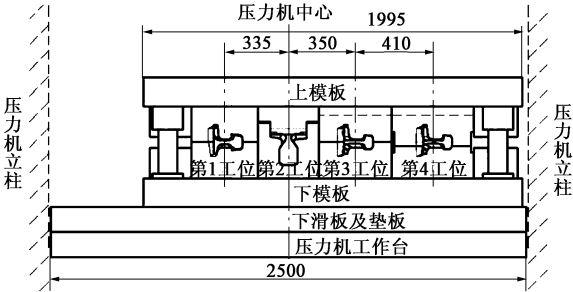 压力机中心
1995
335
350
410
压力机立柱
上模板
压力机立柱
第1工位
第2工位
第3工位
第4工位
下模板
下滑板及垫板
压力机工作台
2500